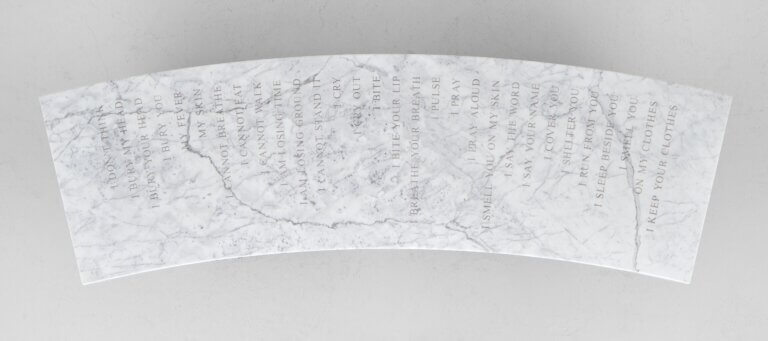 I DON'T THINK
I BURY MY HEAD
I BURY YOUR HEAD
I BURY YOU
MY FEVER
MY SKIN
I CANNOT BREATHE
I CANNOT EAT
I CANNOT WALK
I AM LOSING TIME
I AM LOSING GROUND
I CANNOT STAND IT
I CRY
I CRY OUT
I BITE
I BITE YOUR LIP
I BREATHE YOUR BREATH
PULSE
I PRAY
I PRAY ALOUD
I SMELL YOU ON MY SKIN
I SAY THE WORD
I SAY YOUR NAME
I COVER YOU
I SHELTER YOU
I RUN FROM YOU
I SLEEP BESIDE YOU
I SMELL YOU
ON MY CLOTHES
I KEEP YOUR CLOTHES